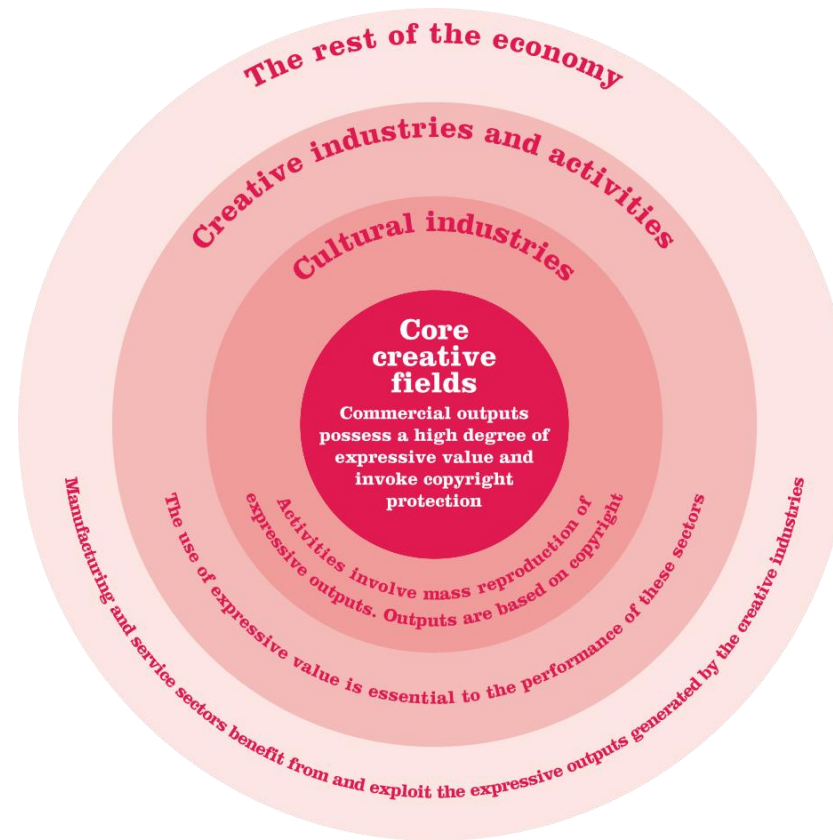 The rest of the economy
Creative industries and activities
Cultural industries
Core
creative
fields
Commercial outputs
possess a high degree of
expressive value and
invoke copyright
protection
Activities involve mass reproduction of
expressive outputs. Outputs are based on copyright
The use of expressive value is essential to the performance of these sectors
Manufacturing and service sectors benefit from and exploit the expressive outputs generated by the creative industries